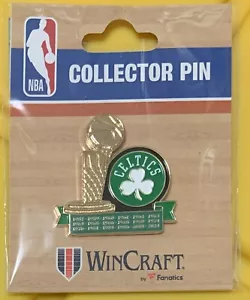 NBA
COLLECTOR PIN
CELTICS
WINCRAFT
by Fanatics